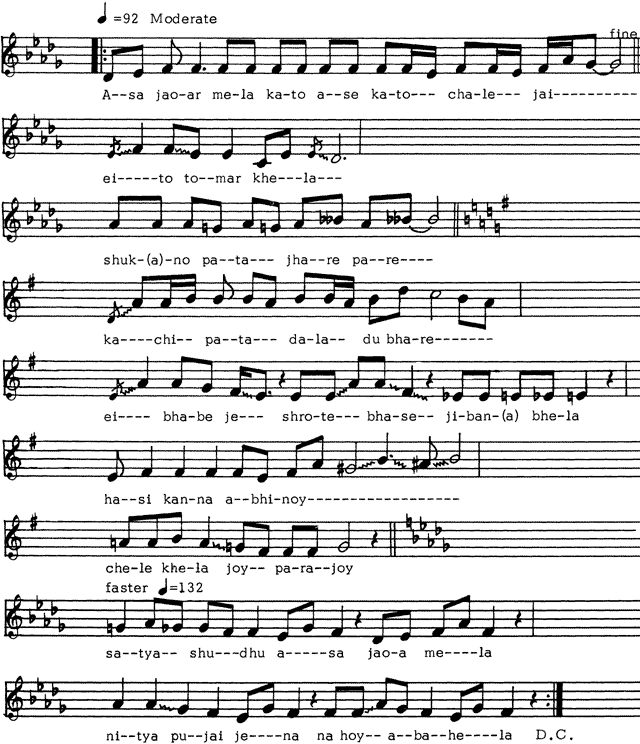 =92 Moderate
fine
A--sa jao-ar me-la ka-to a--se ka-to--- cha-le- jai----------
ei-----to to--mar khe-la---
shuk-(a)-no pa--ta--- jha--re pa--re----
ka----chi-- pa--ta--- da-la-- du bha-re-------
ei---- bha-be je--- shro-te--- bha-se-- ji-ban-(a) bhe-la
ha-si kan-na a--bhi-noy------------------
che-le khe-la joy-- pa-ra-joy
faster =132
sa--tya-- shu--dhu a-----sa jao-a me----la
ni--tya pu-jai je----na na hoy-- a--ba--he----la D.C.